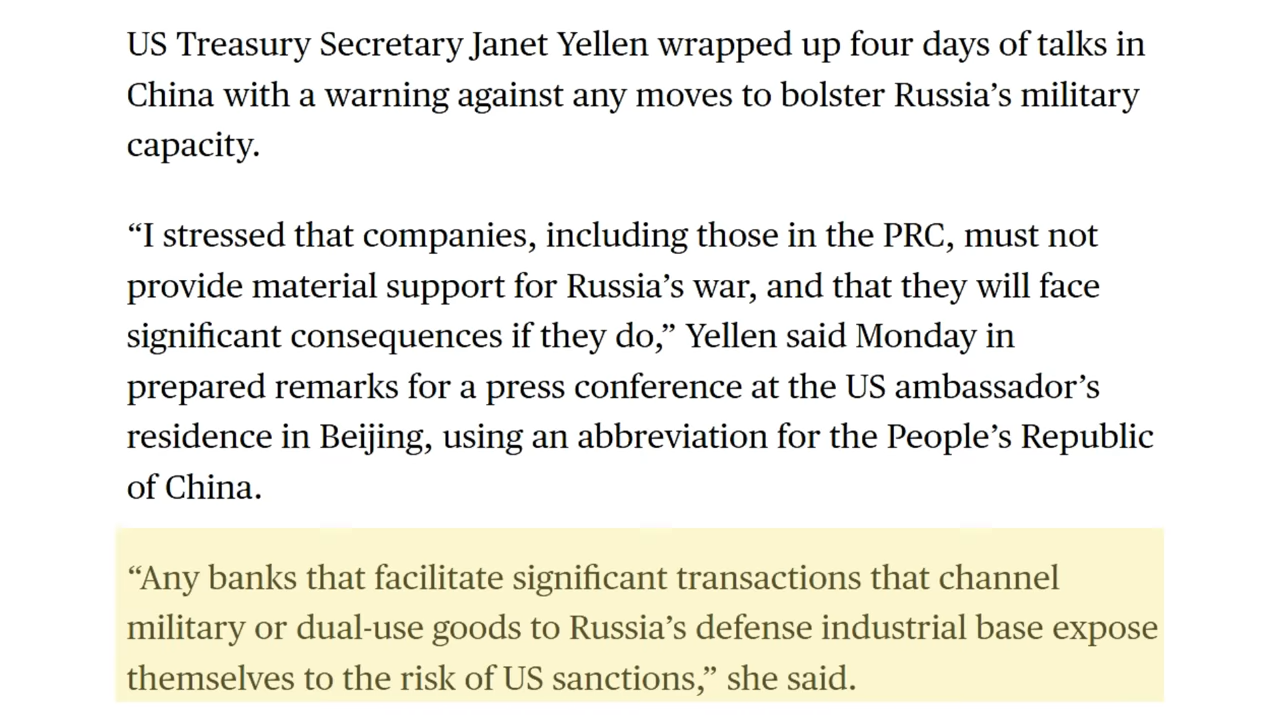 US Treasury Secretary Janet Yellen wrapped up four days of talks in
China with a warning against any moves to bolster Russia’s military
capacity.
“I stressed that companies, including those in the PRC, must not
provide material support for Russia’s war, and that they will face
significant consequences if they do,” Yellen said Monday in
prepared remarks for a press conference at the US ambassador’s
residence in Beijing, using an abbreviation for the People’s Republic
of China.
“Any banks that facilitate significant transactions that channel
military or dual-use goods to Russia’s defense industrial base expose
themselves to the risk of US sanctions,” she said.